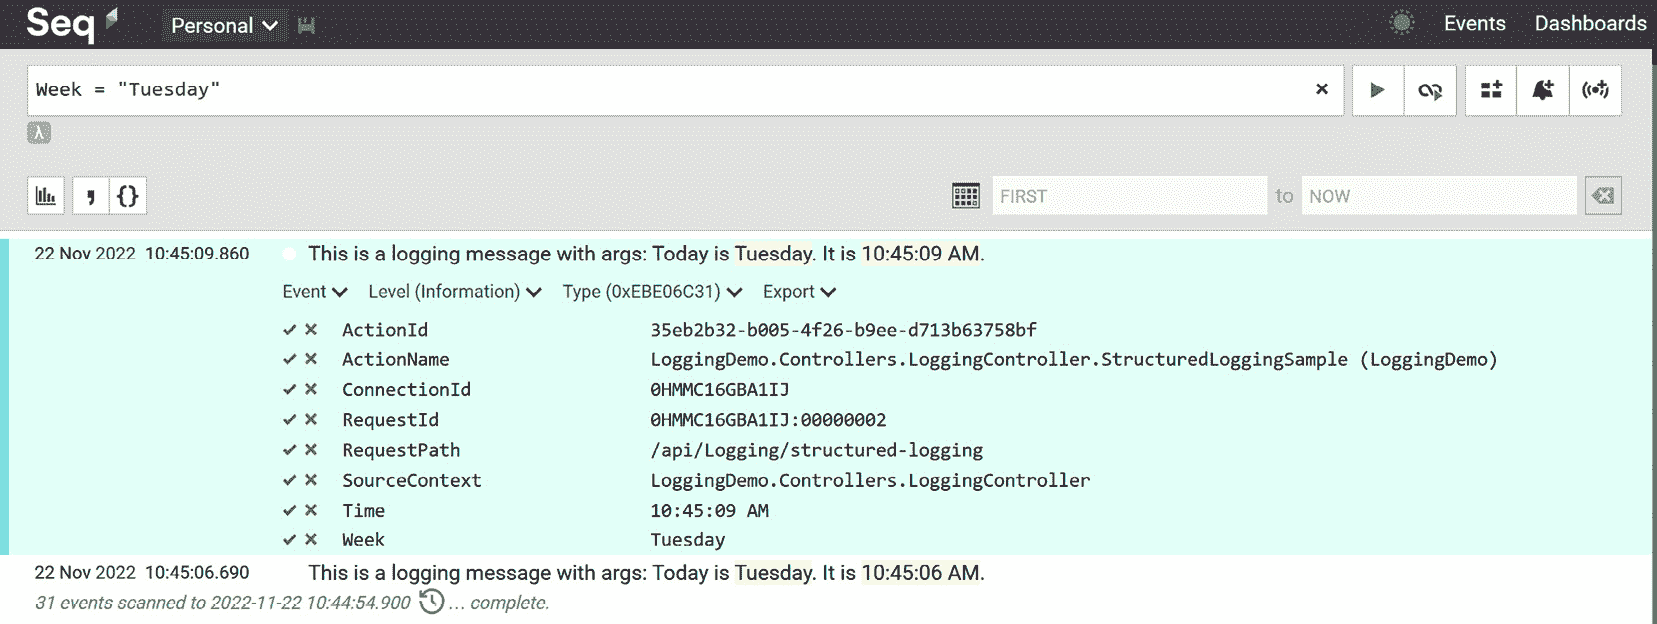 Seq Personal Events Dashboards
Week = "Tuesday"
λ
FIRST to NOW
22 Nov 2022 10:45:09.860 This is a logging message with args: Today is Tuesday. It is 10:45:09 AM.
Event Level (Information) Type (0xEBE06C31) Export
ActionId 35eb2b32-b005-4f26-b9ee-d713b63758bf
ActionName LoggingDemo.Controllers.LoggingController.StructuredLoggingSample (LoggingDemo)
ConnectionId 0HMMC16GBA1IJ
RequestId 0HMMC16GBA1IJ:00000002
RequestPath /api/Logging/structured-logging
SourceContext LoggingDemo.Controllers.LoggingController
Time 10:45:09 AM
Week Tuesday
22 Nov 2022 10:45:06.690 This is a logging message with args: Today is Tuesday. It is 10:45:06 AM.
31 events scanned to 2022-11-22 10:44:54.900 ... complete.